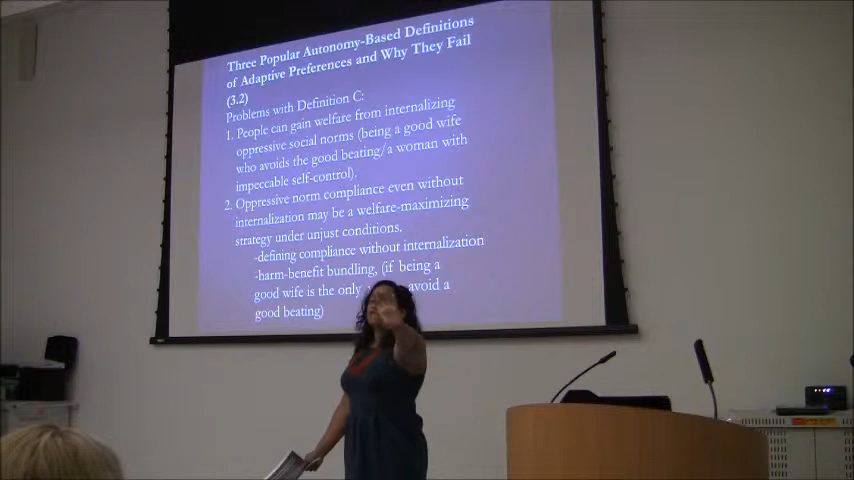 Three Popular Autonomy-Based Definitions
of Adaptive Preferences and Why They Fail
(3.2)
Problems with Definition C:
1. People can gain welfare from internalizing
oppressive social norms (being a good wife
who avoids the good beating/a woman with
impeccable self-control).
2. Oppressive norm compliance even without
internalization may be a welfare-maximizing
strategy under unjust conditions.
-defining compliance without internalization
-harm-benefit bundling, (if being a
good wife is the only avoid a
good beating)